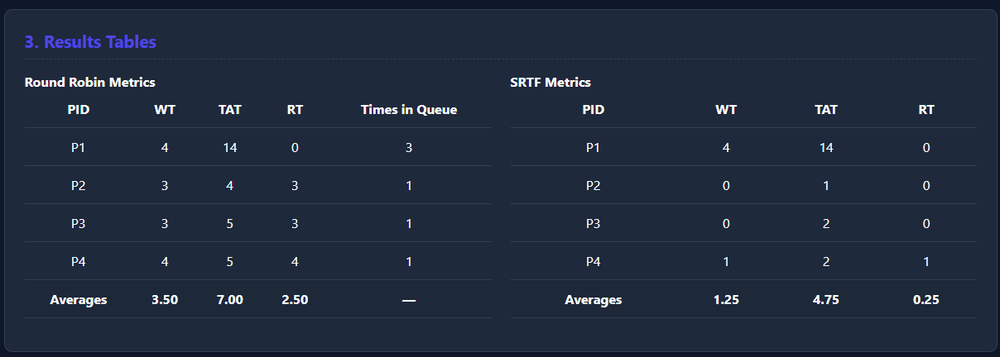 3. Results Tables
Round Robin Metrics
PID WT TAT RT Times in Queue
P1 4 14 0 3
P2 3 4 3 1
P3 3 5 3 1
P4 4 5 4 1
Averages 3.50 7.00 2.50 —
SRTF Metrics
PID WT TAT RT
P1 4 14 0
P2 0 1 0
P3 0 2 0
P4 1 2 1
Averages 1.25 4.75 0.25